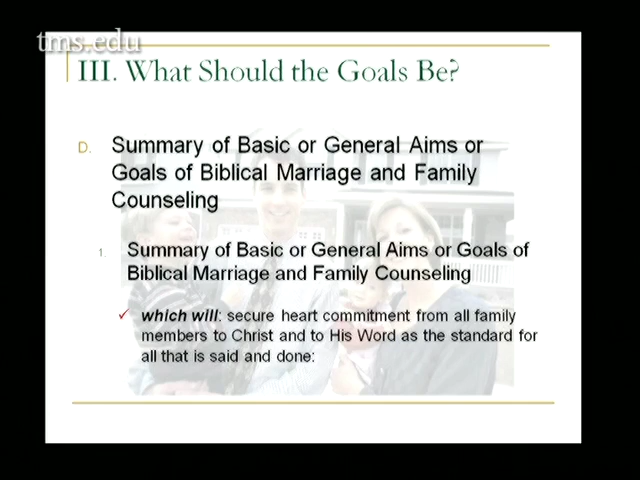 tms.edu
III. What Should the Goals Be?
D. Summary of Basic or General Aims or
Goals of Biblical Marriage and Family
Counseling
1. Summary of Basic or General Aims or Goals of
Biblical Marriage and Family Counseling
✓ which will: secure heart commitment from all family
members to Christ and to His Word as the standard for
all that is said and done: